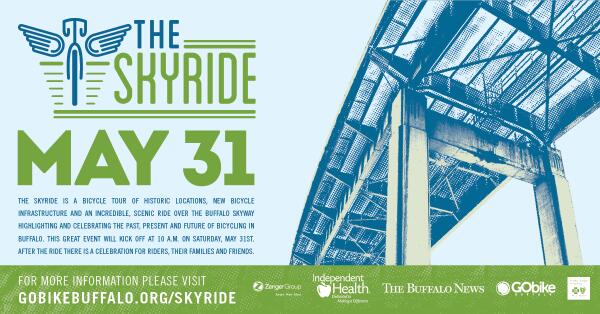 THE
SKYRIDE
MAY 31
THE SKYRIDE IS A BICYCLE TOUR OF HISTORIC LOCATIONS, NEW BICYCLE
INFRASTRUCTURE AND AN INCREDIBLE, SCENIC RIDE OVER THE BUFFALO SKYWAY
HIGHLIGHTING AND CELEBRATING THE PAST, PRESENT AND FUTURE OF BICYCLING IN
BUFFALO. THIS GREAT EVENT WILL KICK OFF AT 10 A.M. ON SATURDAY, MAY 31ST.
AFTER THE RIDE THERE IS A CELEBRATION FOR RIDERS, THEIR FAMILIES AND FRIENDS.
FOR MORE INFORMATION PLEASE VISIT
GOBIKEBUFFALO.ORG/SKYRIDE
ZengerGroup
Independent
Health
THE BUFFALO NEWS
GObike
BUFFALO